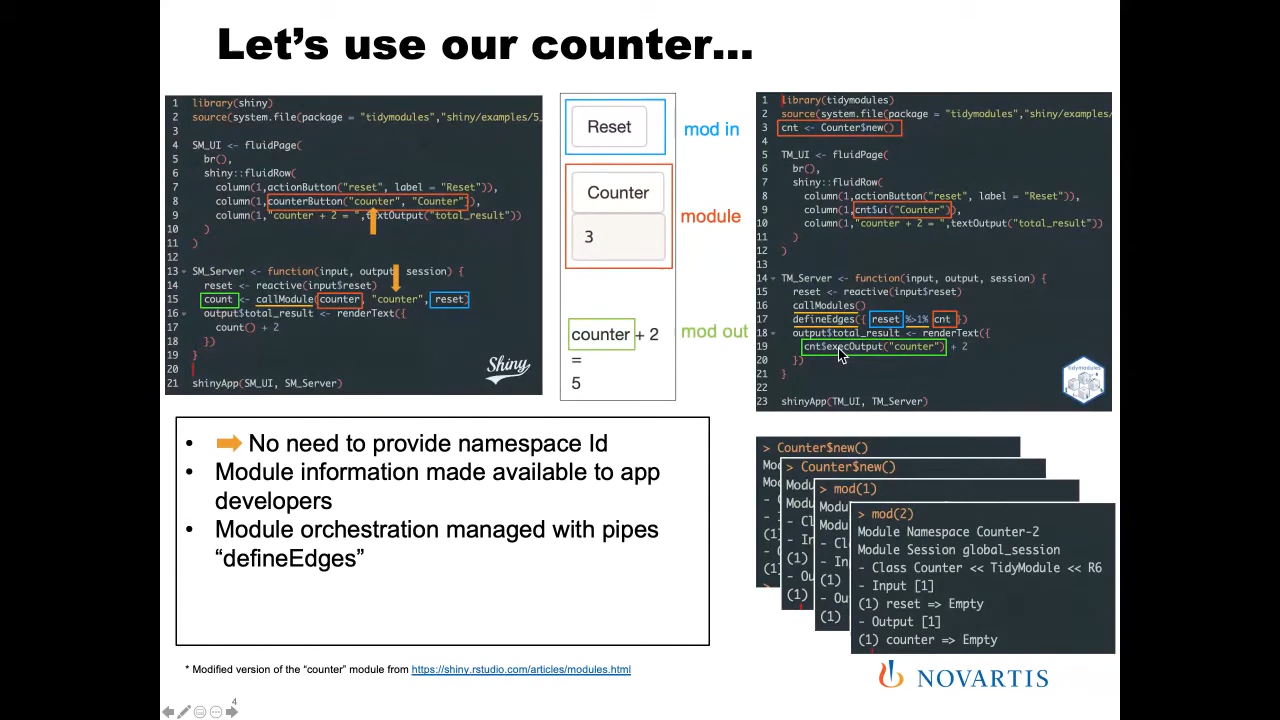 Let's use our counter...
1 library(shiny)
2 source(system.file(package = "tidymodules","shiny/examples/5_
3
4 SM_UI <- fluidPage(
5 br(),
6 shiny::fluidRow(
7 column(1,actionButton("reset", label = "Reset")),
8 column(1,counterButton("counter", "Counter")),
9 column(1,"counter + 2 = ",textOutput("total_result"))
10 )
11 )
12
13 SM_Server <- function(input, output, session) {
14 reset <- reactive(input$reset)
15 count <- callModule(counter, "counter", reset)
16 output$total_result <- renderText({
17 count() + 2
18 })
19 }
20
21 shinyApp(SM_UI, SM_Server)
Shiny
Reset
mod in
Counter
3
module
counter + 2
=
5
mod out
1 library(tidymodules)
2 source(system.file(package = "tidymodules","shiny/examples/
3 cnt <- Counter$new()
4
5 TM_UI <- fluidPage(
6 br(),
7 shiny::fluidRow(
8 column(1,actionButton("reset", label = "Reset")),
9 column(1,cnt$ui("Counter")),
10 column(1,"counter + 2 = ",textOutput("total_result"))
11 )
12 )
13
14 TM_Server <- function(input, output, session) {
15 reset <- reactive(input$reset)
16 callModules()
17 defineEdges({ reset %>1% cnt })
18 output$total_result <- renderText({
19 cnt$execOutput("counter") + 2
20 })
21 }
22
23 shinyApp(TM_UI, TM_Server)
tidymodules
• No need to provide namespace Id
• Module information made available to app
developers
• Module orchestration managed with pipes
“defineEdges”
> Counter$new()
> Counter$new()
> mod(1)
> mod(2)
Module Namespace Counter-2
Module Session global_session
- Class Counter << TidyModule << R6
- Input [1]
(1) reset => Empty
- Output [1]
(1) counter => Empty
* Modified version of the “counter” module from https://shiny.rstudio.com/articles/modules.html
NOVARTIS
4